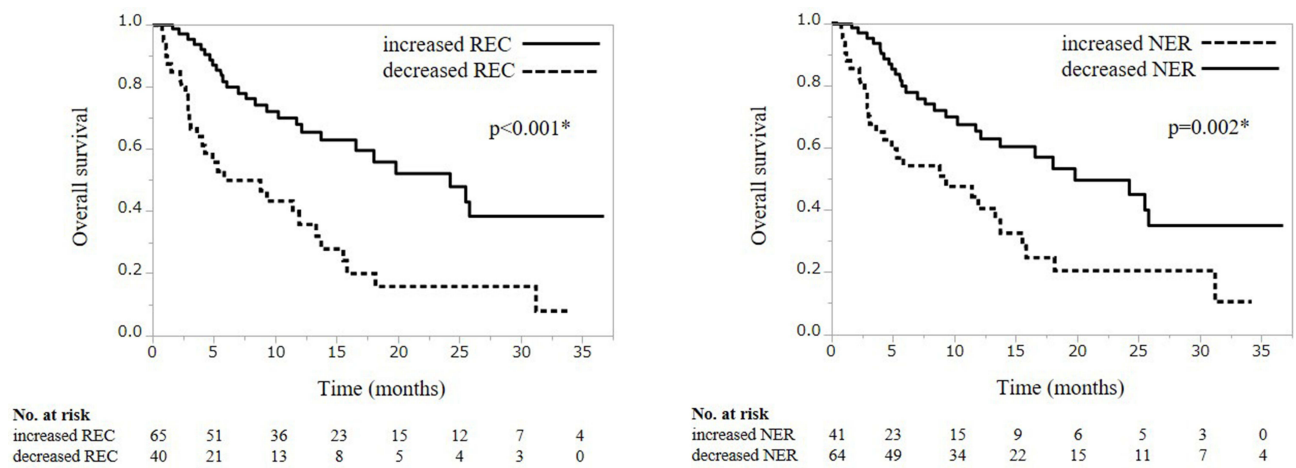 1.0
0.8
0.6
0.4
0.2
0.0
Overall survival
increased REC
decreased REC
p<0.001*
0 5 10 15 20 25 30 35
Time (months)
No. at risk
increased REC 65 51 36 23 15 12 7 4
decreased REC 40 21 13 8 5 4 3 0
1.0
0.8
0.6
0.4
0.2
0.0
Overall survival
increased NER
decreased NER
p=0.002*
0 5 10 15 20 25 30 35
Time (months)
No. at risk
increased NER 41 23 15 9 6 5 3 0
decreased NER 64 49 34 22 15 11 7 4